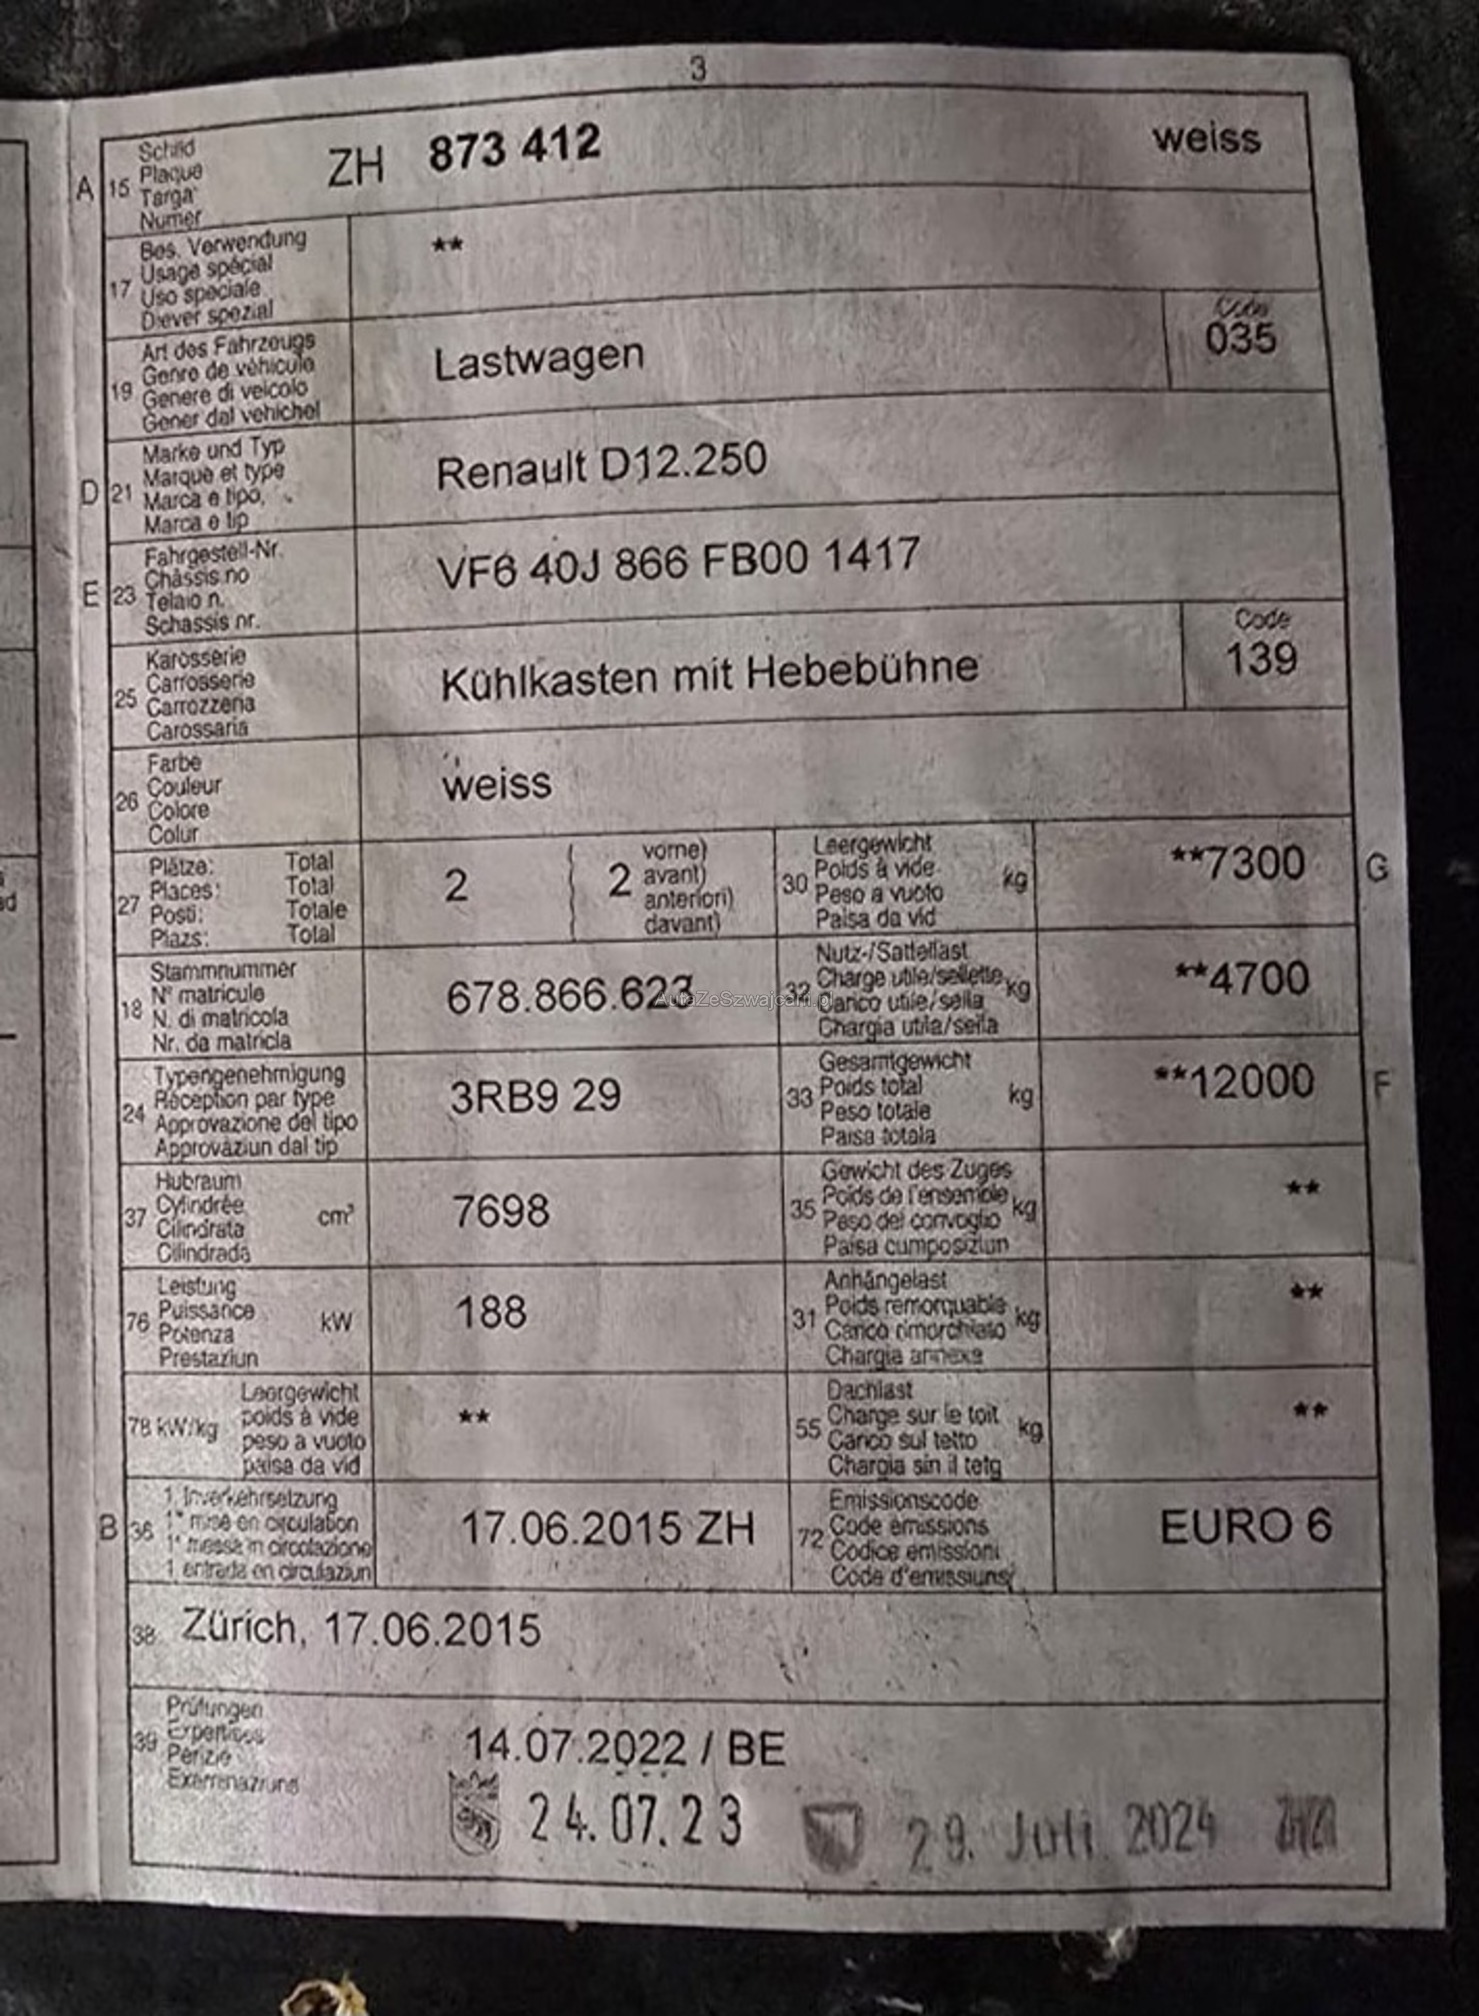 3
A 15 Schild Plaque Targa Numer ZH 873 412 weiss
17 Bes. Verwendung **
Usage spécial
Uso speciale
Diever spezial
19 Art des Fahrzeugs Lastwagen 035
Genre de véhicule
Genere di veicolo
Gener dal vehichel
D 21 Marke und Typ Renault D12.250
Marque et type
Marca e tipo
Marca e tip
E 23 Fahrgestell-Nr. VF6 40J 866 FB00 1417
Châssis no
Telaio n.
Schassis nr.
25 Karosserie Kühlkasten mit Hebebühne Code 139
Carrosserie
Carrozzeria
Carossaria
26 Farbe weiss
Couleur
Colore
Colur
27 Plätze: Total 2 2 vorne)
Places: Total avant)
Posti: Totale anteriori)
Plazs: Total davant)
30 Leergewicht kg **7300 G
Poids à vide
Peso a vuoto
Paisa da vid
18 Stammnummer 678.866.623
N° matricule
N. di matricola
Nr. da matricla
32 Nutz-/Sattellast kg **4700
Charge utile/sellette
Carico utile/sella
Chargia utila/sella
AutaZeSzwajcarii.pl
24 Typengenehmigung 3RB9 29
Réception par type
Approvazione del tipo
Approvaziun dal tip
33 Gesamtgewicht kg **12000 F
Poids total
Peso totale
Paisa totala
37 Hubraum cm³ 7698
Cylindrée
Cilindrata
Cilindrada
35 Gewicht des Zuges kg **
Poids de l'ensemble
Peso del convoglio
Paisa cumposiziun
76 Leistung kW 188
Puissance
Potenza
Prestaziun
31 Anhängelast kg **
Poids remorquable
Carico rimorchiato
Chargia annexa
78 kW/kg Leergewicht **
poids à vide
peso a vuoto
paisa da vid
55 Dachlast kg **
Charge sur le toit
Carico sul tetto
Chargia sin il tetg
B 36 1. Inverkehrsetzung 17.06.2015 ZH
1° mise en circulation
1° messa in circolazione
1. entrada en circulaziun
72 Emissionscode EURO 6
Code émissions
Codice emissioni
Code d'emissiuns
38 Zürich, 17.06.2015
39 Prüfungen 14.07.2022 / BE
Expertises
Perizie
Examinaziuns
24.07.23 29. Juli 2024